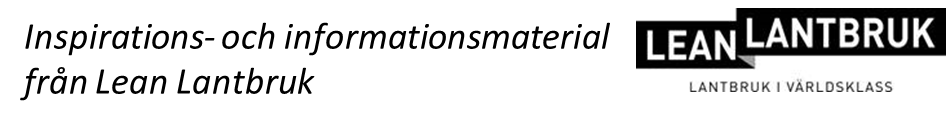 Inspirations- och informationsmaterial
från Lean Lantbruk
LEAN LANTBRUK
LANTBRUK I VÄRLDSKLASS